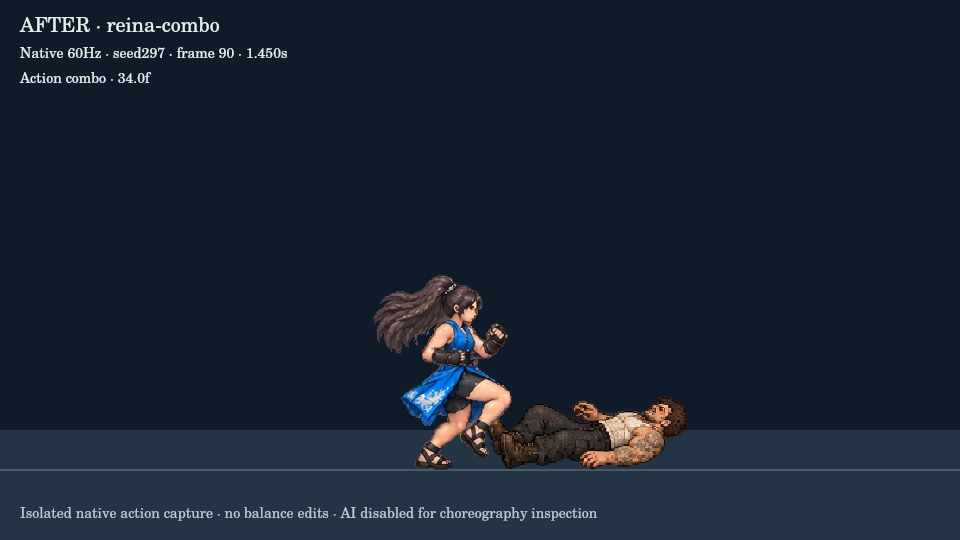 AFTER · reina-combo
Native 60Hz · seed297 · frame 90 · 1.450s
Action combo · 34.0f
Isolated native action capture · no balance edits · AI disabled for choreography inspection